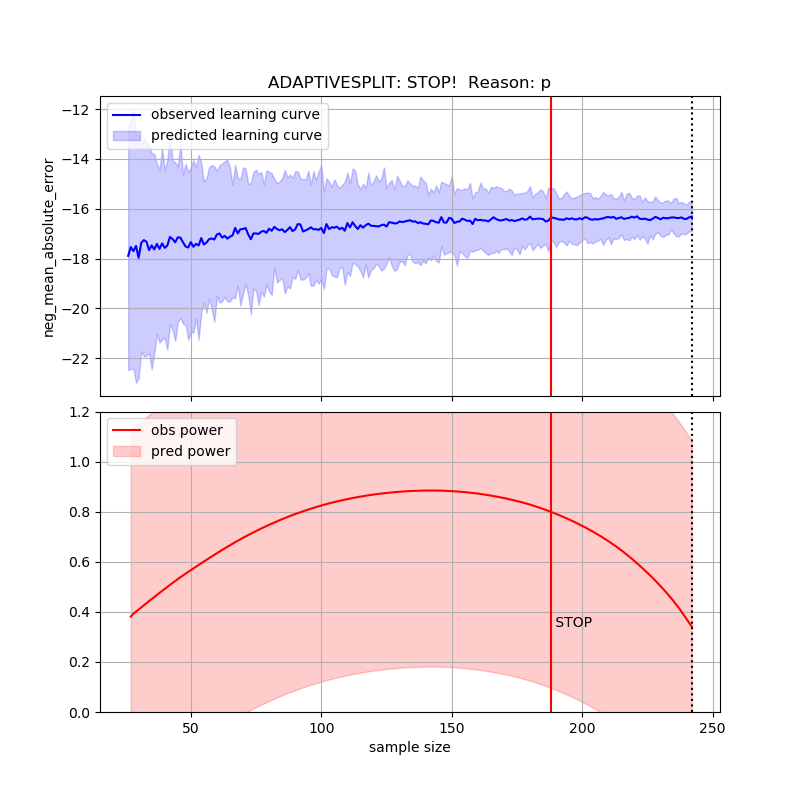 ADAPTIVESPLIT: STOP!  Reason: p
observed learning curve
predicted learning curve
neg_mean_absolute_error
−12
−14
−16
−18
−20
−22
obs power
pred power
1.2
1.0
0.8
0.6
0.4
0.2
0.0
STOP
50 100 150 200 250
sample size